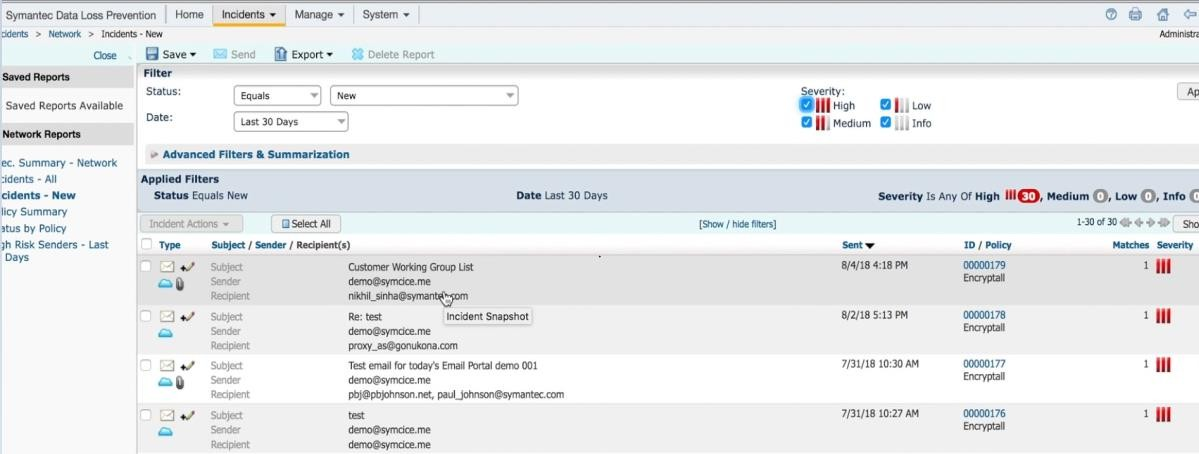 Symantec Data Loss Prevention Home Incidents Manage System
cidents > Network > Incidents - New Administra
Close Save Send Export Delete Report
Saved Reports
Saved Reports Available
Network Reports
ec. Summary - Network
cidents - All
cidents - New
licy Summary
atus by Policy
gh Risk Senders - Last
Days
Filter
Status: Equals New
Date: Last 30 Days
Severity:
High Low
Medium Info
Ap
Advanced Filters & Summarization
Applied Filters
Status Equals New Date Last 30 Days Severity Is Any Of High 30, Medium 0, Low 0, Info 0
Incident Actions Select All [Show / hide filters] 1-30 of 30 Sho
Type Subject / Sender / Recipient(s) Sent ID / Policy Matches Severity
Subject Customer Working Group List 8/4/18 4:18 PM 00000179 1
Sender demo@symcice.me Encryptall
Recipient nikhil_sinha@symantec.com
Incident Snapshot
Subject Re: test 8/2/18 5:13 PM 00000178 1
Sender demo@symcice.me Encryptall
Recipient proxy_as@gonukona.com
Subject Test email for today's Email Portal demo 001 7/31/18 10:30 AM 00000177 1
Sender demo@symcice.me Encryptall
Recipient pbj@pbjohnson.net, paul_johnson@symantec.com
Subject test 7/31/18 10:27 AM 00000176 1
Sender demo@symcice.me Encryptall
Recipient demo@symcice.me